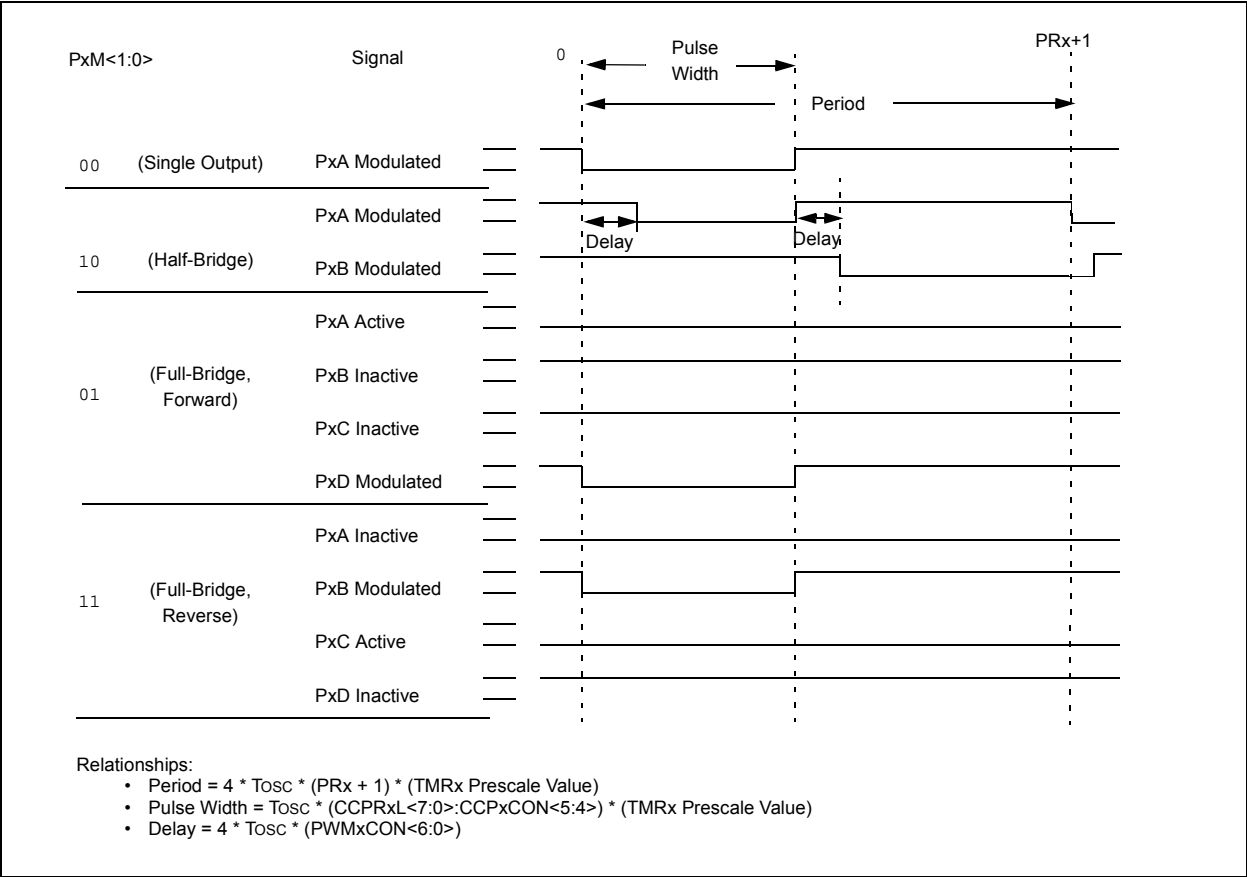 PxM<1:0>
Signal
0
Pulse
Width
PRx+1
Period
00
(Single Output)
PxA Modulated
PxA Modulated
Delay
Delay
10
(Half-Bridge)
PxB Modulated
PxA Active
01
(Full-Bridge,
Forward)
PxB Inactive
PxC Inactive
PxD Modulated
PxA Inactive
11
(Full-Bridge,
Reverse)
PxB Modulated
PxC Active
PxD Inactive
Relationships:
• Period = 4 * TOSC * (PRx + 1) * (TMRx Prescale Value)
• Pulse Width = TOSC * (CCPRxL<7:0>:CCPxCON<5:4>) * (TMRx Prescale Value)
• Delay = 4 * TOSC * (PWMxCON<6:0>)